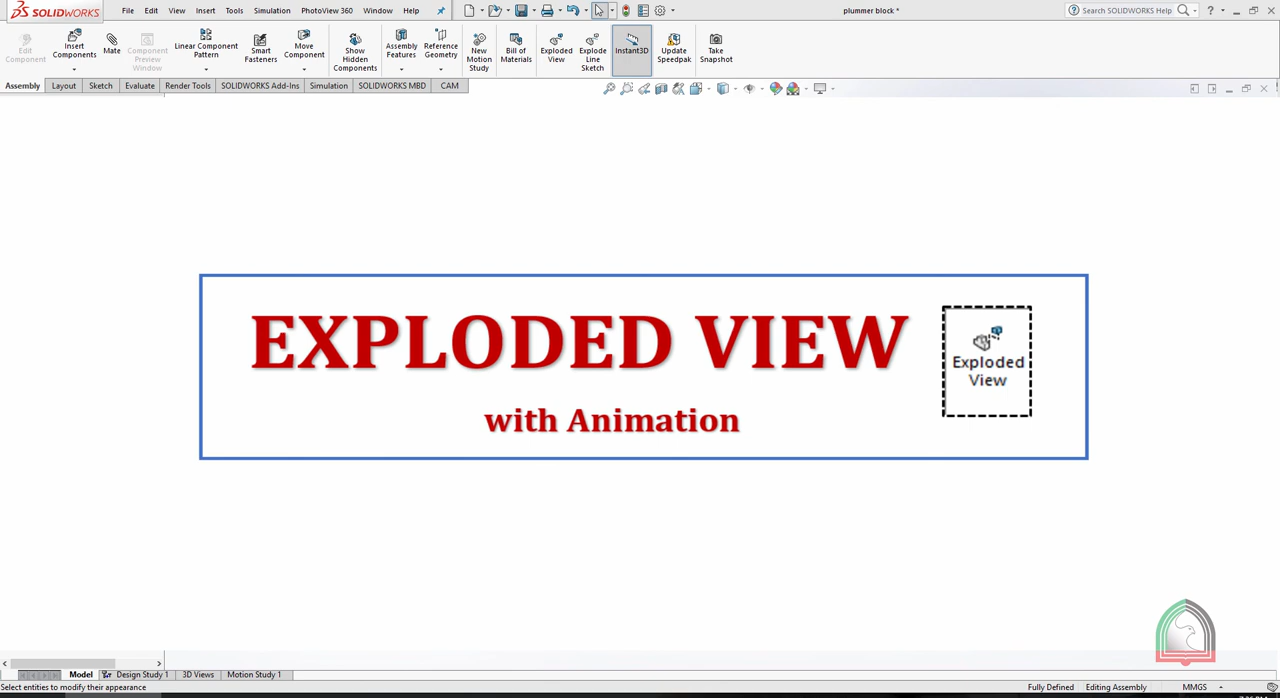 SOLIDWORKS File Edit View Insert Tools Simulation PhotoView 360 Window Help plummer block * Search SOLIDWORKS Help ?
Edit Component
Insert Components
Mate
Component Preview Window
Linear Component Pattern
Smart Fasteners
Move Component
Show Hidden Components
Assembly Features
Reference Geometry
New Motion Study
Bill of Materials
Exploded View
Explode Line Sketch
Instant3D
Update Speedpak
Take Snapshot
Assembly Layout Sketch Evaluate Render Tools SOLIDWORKS Add-Ins Simulation SOLIDWORKS MBD CAM
EXPLODED VIEW
with Animation
Exploded
View
Model Design Study 1 3D Views Motion Study 1
Select entities to modify their appearance Fully Defined Editing Assembly MMGS